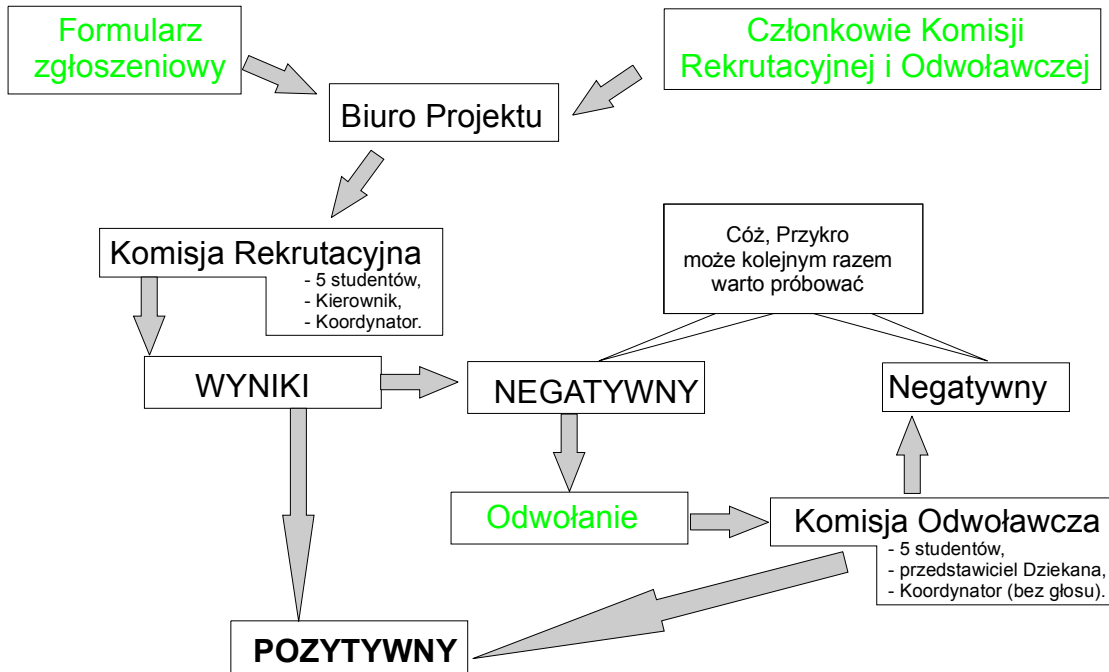 Formularz
zgłoszeniowy
Członkowie Komisji
Rekrutacyjnej i Odwoławczej
Biuro Projektu
Komisja Rekrutacyjna
- 5 studentów,
- Kierownik,
- Koordynator.
Cóż, Przykro
może kolejnym razem
warto próbować
WYNIKI
NEGATYWNY
Negatywny
Odwołanie
Komisja Odwoławcza
- 5 studentów,
- przedstawiciel Dziekana,
- Koordynator (bez głosu).
POZYTYWNY